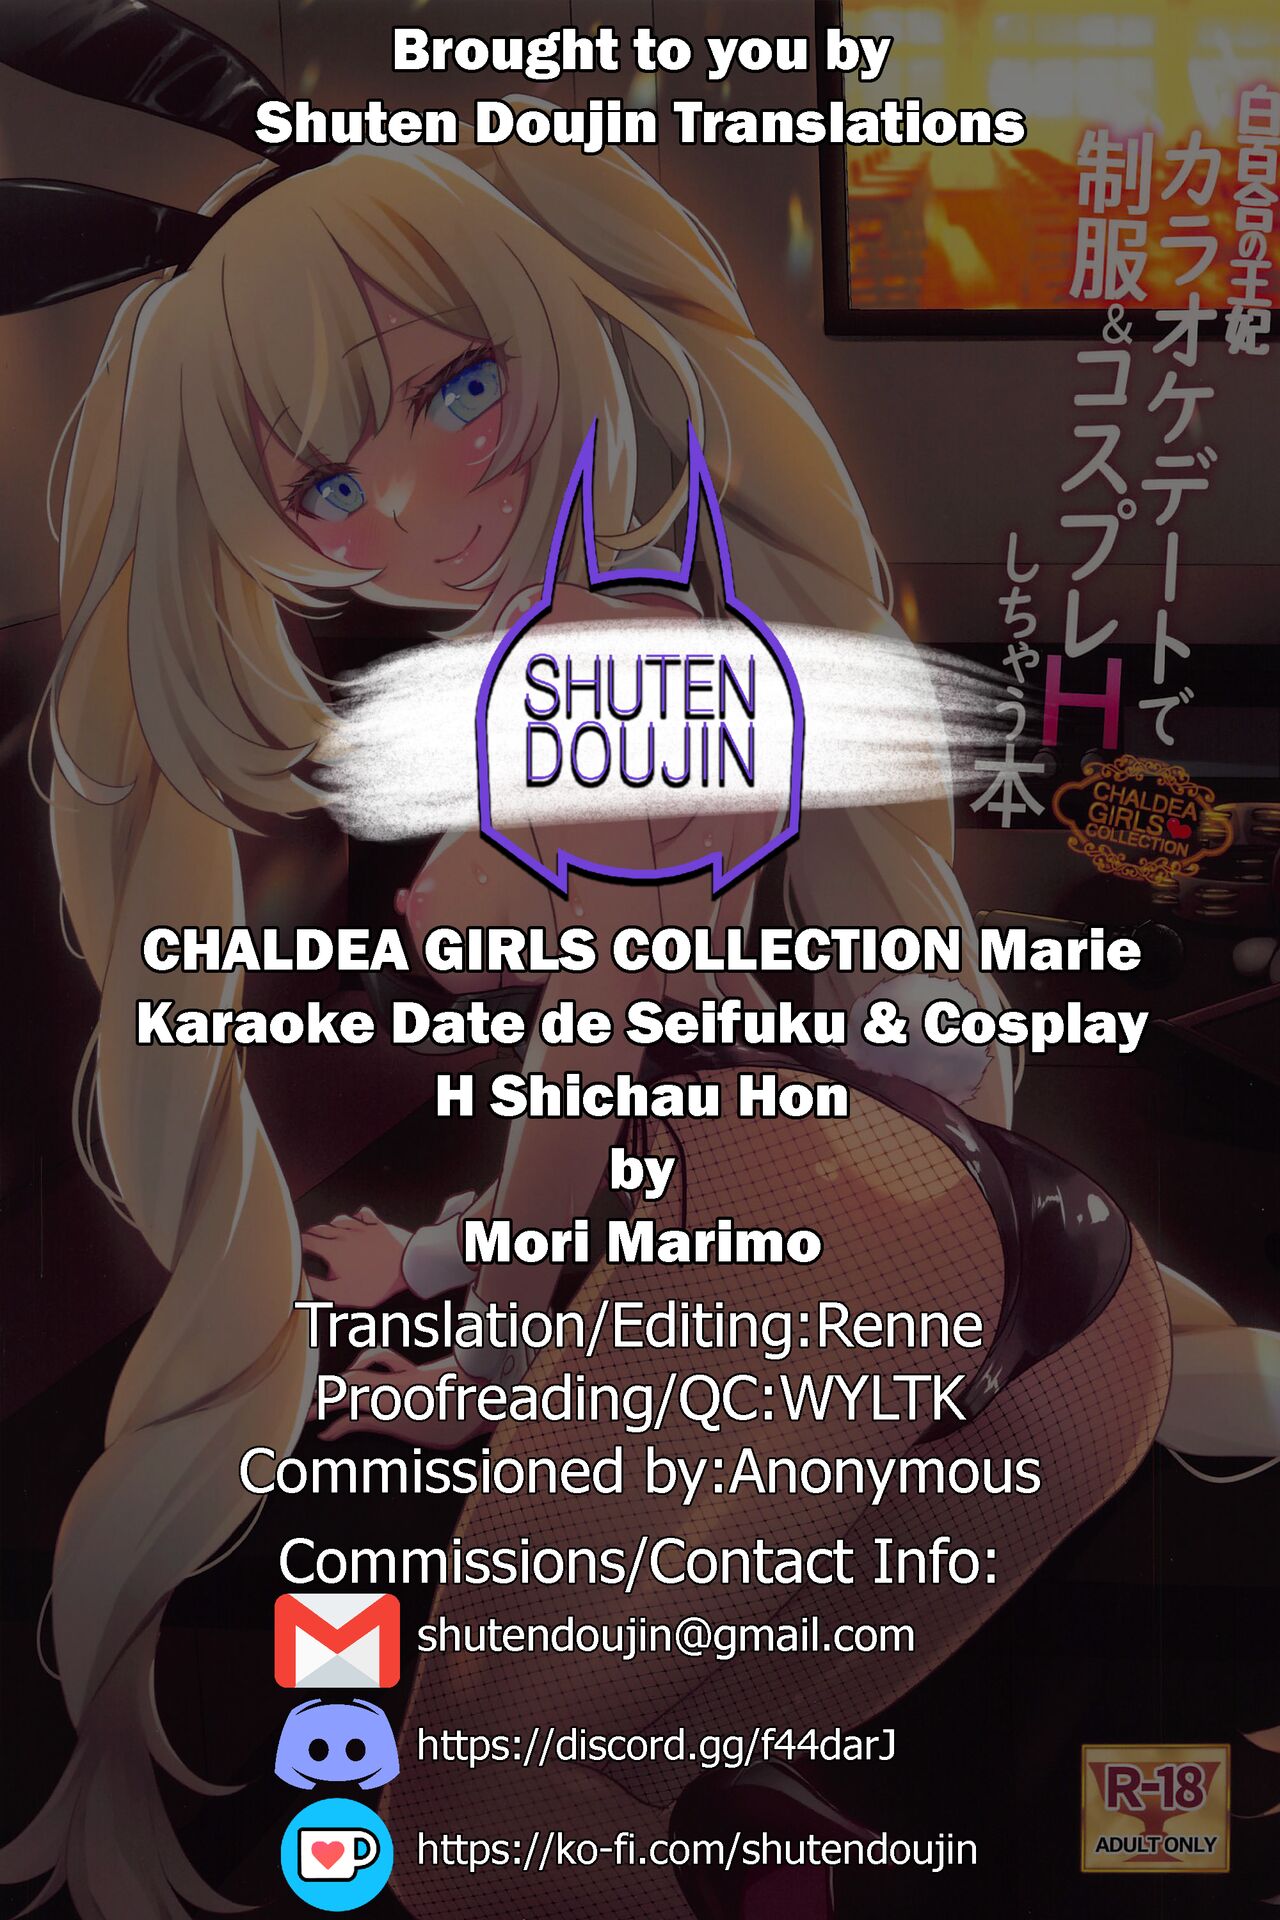 Brought to you by
Shuten Doujin Translations
白百合の王妃
カラオケデートで
制服&コスプレH
しちゃう本
CHALDEA
GIRLS
COLLECTION
SHUTEN
DOUJIN
CHALDEA GIRLS COLLECTION Marie
Karaoke Date de Seifuku & Cosplay
H Shichau Hon
by
Mori Marimo
Translation/Editing:Renne
Proofreading/QC:WYLTK
Commissioned by:Anonymous
Commissions/Contact Info:
shutendoujin@gmail.com
https://discord.gg/f44darJ
https://ko-fi.com/shutendoujin
R-18
ADULT ONLY